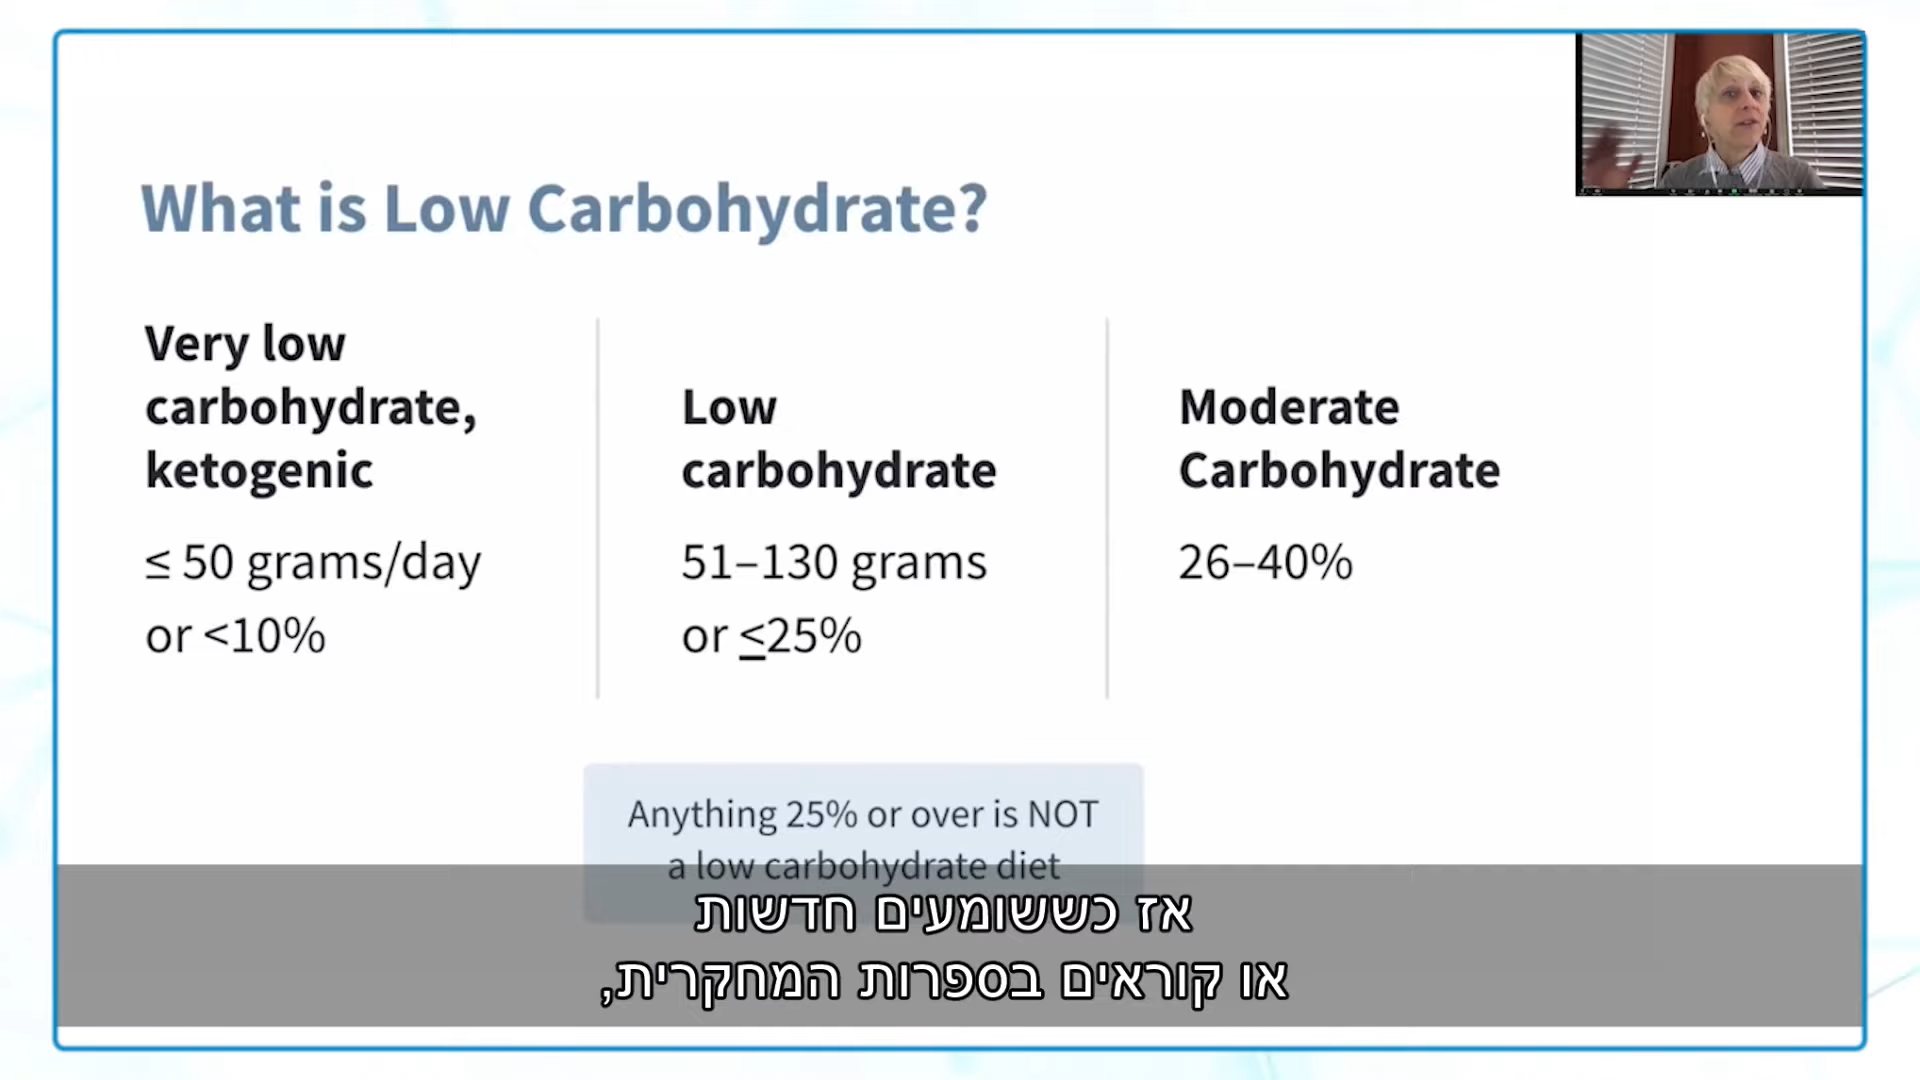 What is Low Carbohydrate?
Very low
carbohydrate,
ketogenic
≤ 50 grams/day
or <10%
Low
carbohydrate
51–130 grams
or ≤25%
Moderate
Carbohydrate
26–40%
Anything 25% or over is NOT
a low carbohydrate diet
אז כששומעים חדשות
או קוראים בספרות המחקרית,